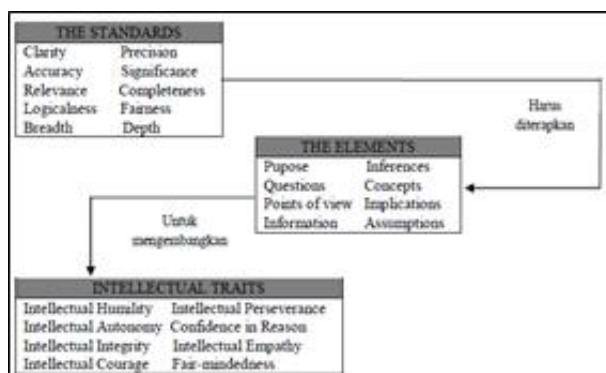 THE STANDARDS
Clarity Precision
Accuracy Significance
Relevance Completeness
Logicalness Fairness
Breadth Depth
Harus
diterapkan
THE ELEMENTS
Pupose Inferences
Questions Concepts
Points of view Implications
Information Assumptions
Untuk
mengembangkan
INTELLECTUAL TRAITS
Intellectual Humility Intellectual Perseverance
Intellectual Autonomy Confidence in Reason
Intellectual Integrity Intellectual Empathy
Intellectual Courage Fair-mindedness